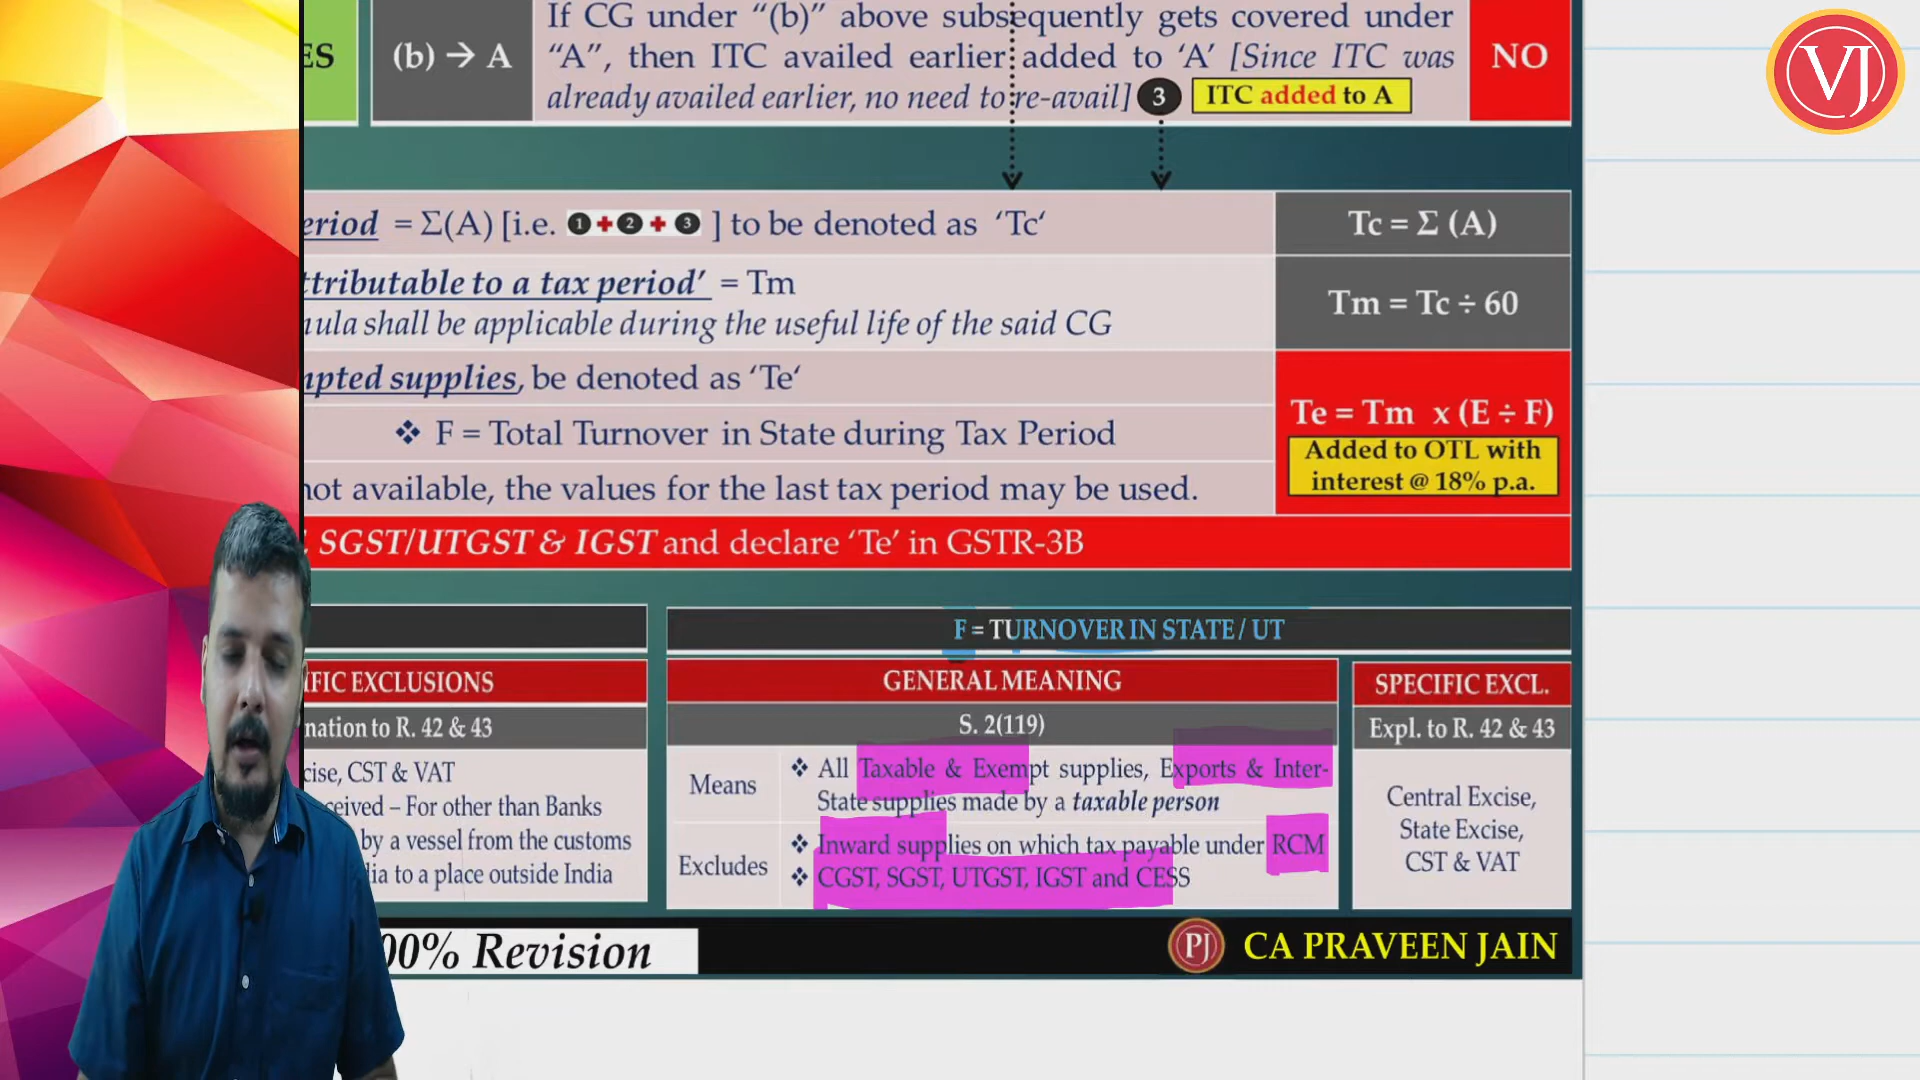 If CG under “(b)” above subsequently gets covered under
ES
(b) → A
“A”, then ITC availed earlier added to ‘A’ [Since ITC was
NO
already availed earlier, no need to re-avail] 3 ITC added to A
VJ
eriod = Σ(A) [i.e. 1+2+3 ] to be denoted as ‘Tc‘
Tc = Σ (A)
ttributable to a tax period’ = Tm
Tm = Tc ÷ 60
ula shall be applicable during the useful life of the said CG
mpted supplies, be denoted as ‘Te‘
Te = Tm x (E ÷ F)
❖ F = Total Turnover in State during Tax Period
Added to OTL with
interest @ 18% p.a.
not available, the values for the last tax period may be used.
, SGST/UTGST & IGST and declare ‘Te’ in GSTR-3B
F = TURNOVER IN STATE / UT
IFIC EXCLUSIONS
GENERAL MEANING
SPECIFIC EXCL.
nation to R. 42 & 43
S. 2(119)
Expl. to R. 42 & 43
cise, CST & VAT
ceived – For other than Banks
by a vessel from the customs
dia to a place outside India
Means
❖ All Taxable & Exempt supplies, Exports & Inter-
State supplies made by a taxable person
Excludes
❖ Inward supplies on which tax payable under RCM
❖ CGST, SGST, UTGST, IGST and CESS
Central Excise,
State Excise,
CST & VAT
00% Revision
PJ CA PRAVEEN JAIN